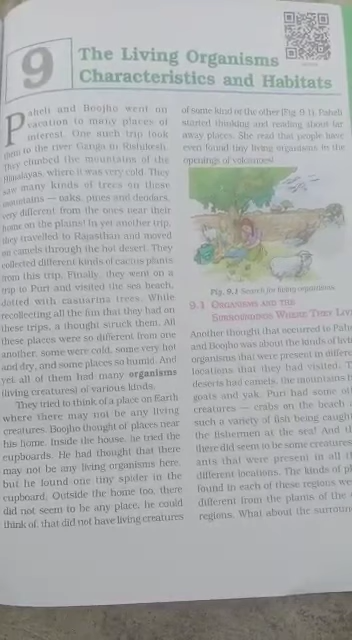 9
The Living Organisms
Characteristics and Habitats
Paheli and Boojho went on
vacation to many places of
interest. One such trip took
them to the river Ganga in Rishikesh.
They climbed the mountains of the
Himalayas, where it was very cold. They
saw many kinds of trees on these
mountains — oaks, pines and deodars,
very different from the ones near their
home on the plains! In yet another trip,
they travelled to Rajasthan and moved
on camels through the hot desert. They
collected different kinds of cactus plants
from this trip. Finally, they went on a
trip to Puri and visited the sea beach,
dotted with casuarina trees. While
recollecting all the fun that they had on
these trips, a thought struck them. All
these places were so different from one
another, some were cold, some very hot
and dry, and some places so humid. And
yet all of them had many organisms
(living creatures) of various kinds.
They tried to think of a place on Earth
where there may not be any living
creatures. Boojho thought of places near
his home. Inside the house, he tried the
cupboards. He had thought that there
may not be any living organisms here,
but he found one tiny spider in the
cupboard. Outside the home too, there
did not seem to be any place, he could
think of, that did not have living creatures
of some kind or the other (Fig. 9.1). Paheli
started thinking and reading about far
away places. She read that people have
even found tiny living organisms in the
openings of volcanoes!
Fig. 9.1 Search for living organisms
9.1 Organisms and the
Surroundings Where They Live
Another thought that occurred to Paheli
and Boojho was about the kinds of living
organisms that were present in different
locations that they had visited. The
deserts had camels, the mountains had
goats and yak. Puri had some other
creatures — crabs on the beach and
such a variety of fish being caught by
the fishermen at the sea! And then,
there did seem to be some creatures like
ants that were present in all these
different locations. The kinds of plants
found in each of these regions were so
different from the plants of the other
regions. What about the surroundings